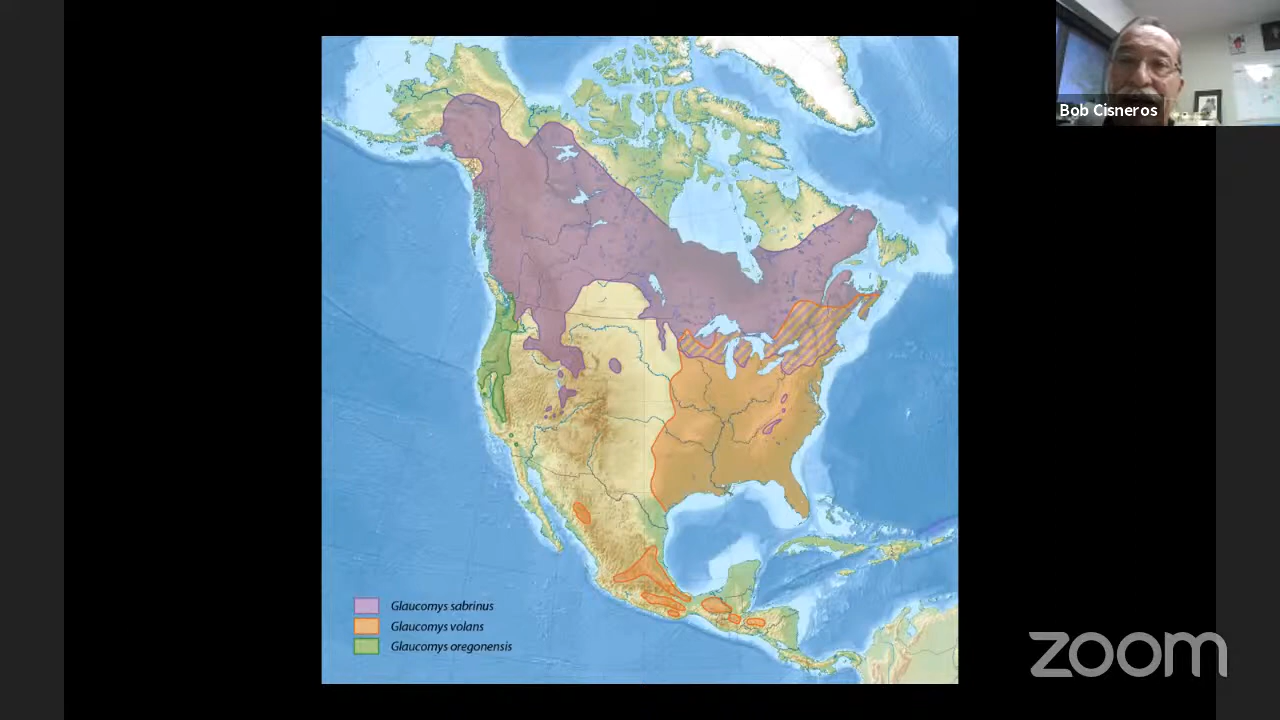 Bob Cisneros
Glaucomys sabrinus
Glaucomys volans
Glaucomys oregonensis
zoom